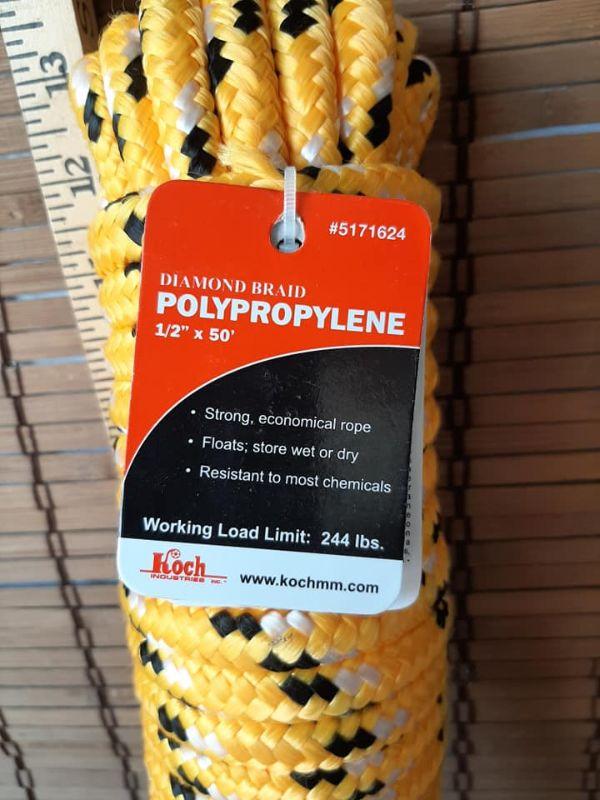 13
12
#5171624
DIAMOND BRAID
POLYPROPYLENE
1/2" x 50'
• Strong, economical rope
• Floats; store wet or dry
• Resistant to most chemicals
Working Load Limit: 244 lbs.
Koch
INDUSTRIES INC.™
www.kochmm.com